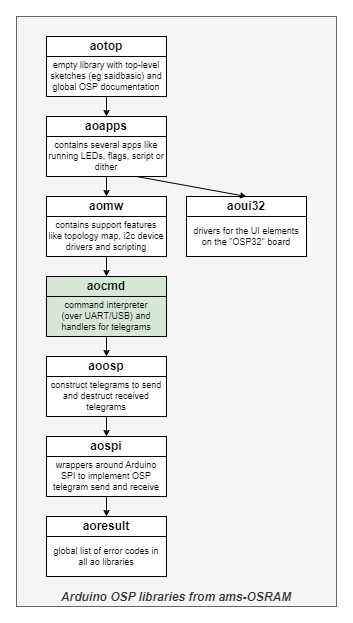 aotop
empty library with top-level
sketches (eg saidbasic) and
global OSP documentation
aoapps
contains several apps like
running LEDs, flags, script or
dither
aomw
contains support features
like topology map, i2c device
drivers and scripting
aoui32
drivers for the UI elements
on the "OSP32" board
aocmd
command interpreter
(over UART/USB) and
handlers for telegrams
aoosp
construct telegrams to send
and destruct received
telegrams
aospi
wrappers around Arduino
SPI to implement OSP
telegram send and receive
aoresult
global list of error codes in
all ao libraries
Arduino OSP libraries from ams-OSRAM